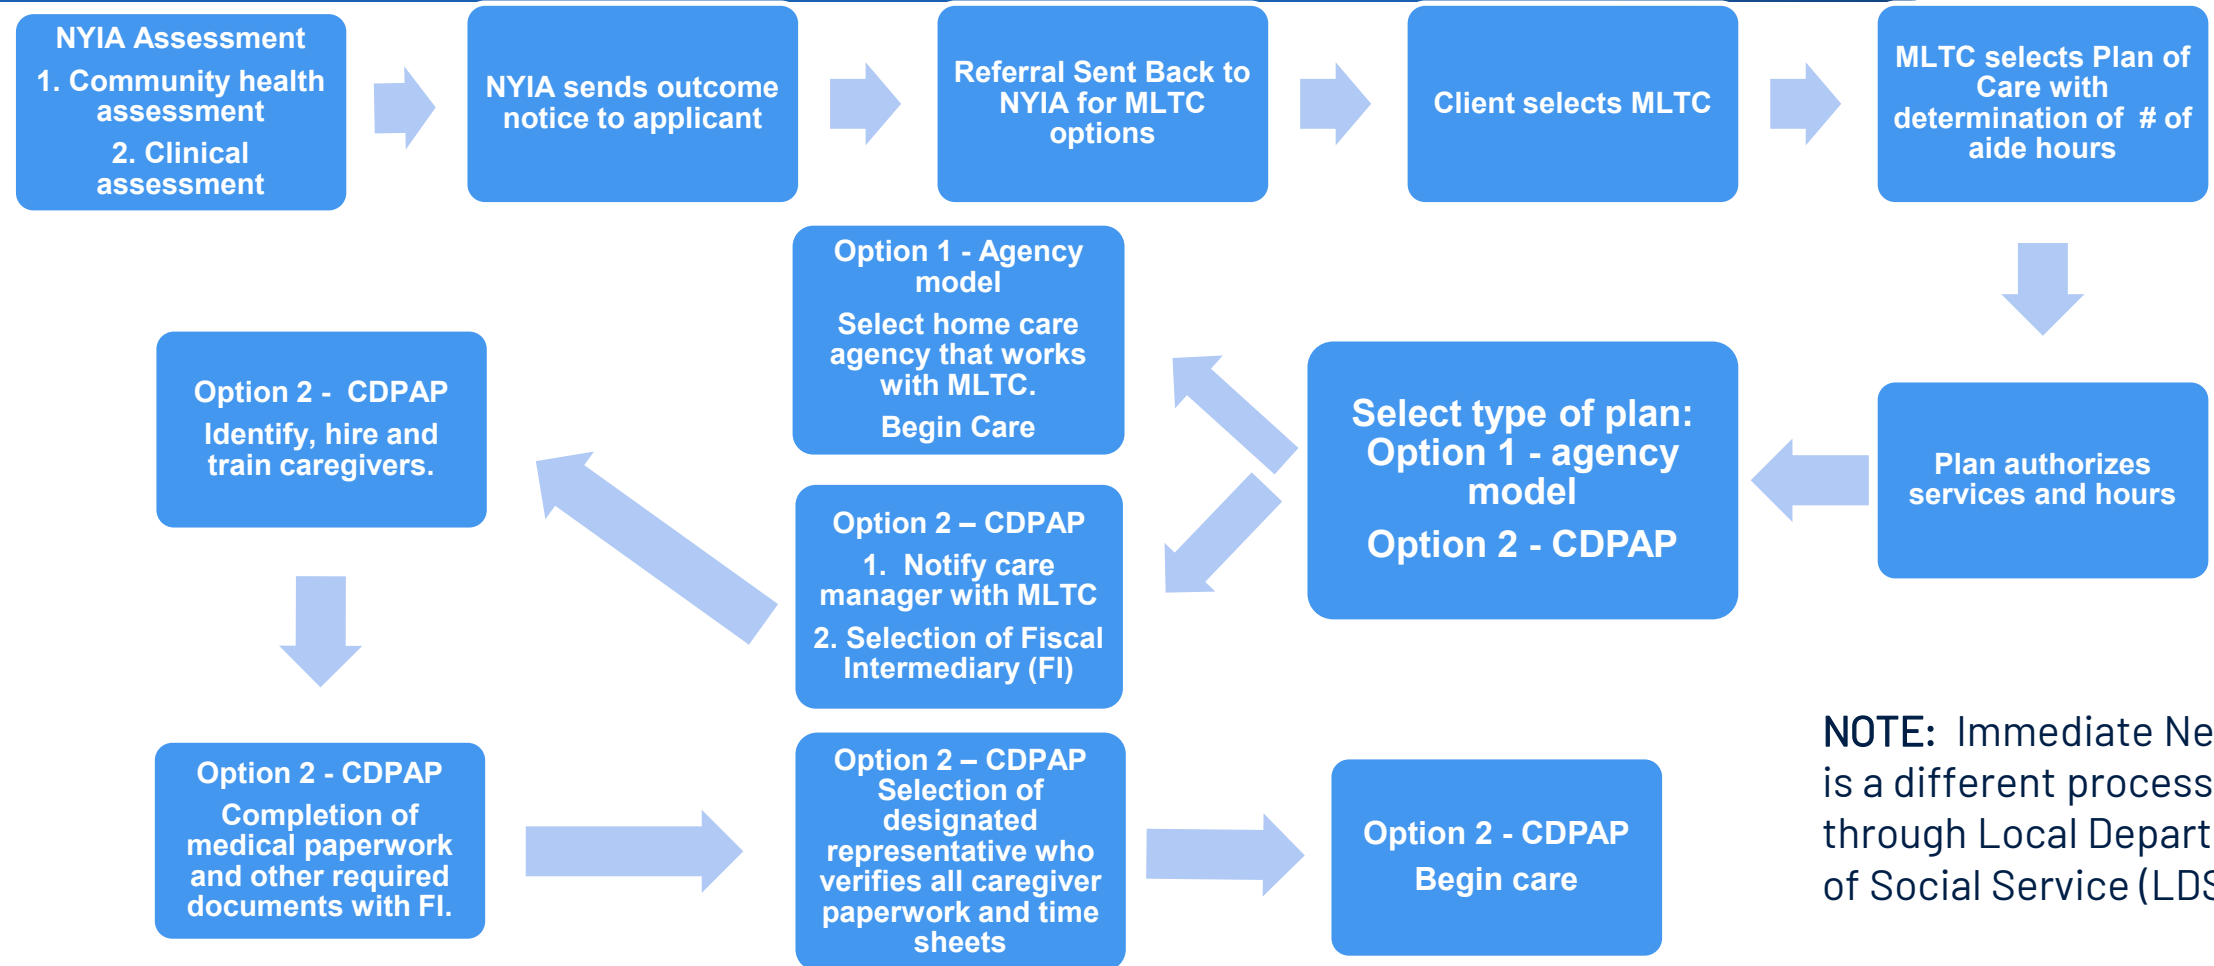 NYIA Assessment
1. Community health
assessment
2. Clinical
assessment
NYIA sends outcome
notice to applicant
Referral Sent Back to
NYIA for MLTC
options
Client selects MLTC
MLTC selects Plan of
Care with
determination of # of
aide hours
Plan authorizes
services and hours
Select type of plan:
Option 1 - agency
model
Option 2 - CDPAP
Option 1 - Agency
model
Select home care
agency that works
with MLTC.
Begin Care
Option 2 – CDPAP
1. Notify care
manager with MLTC
2. Selection of Fiscal
Intermediary (FI)
Option 2 - CDPAP
Identify, hire and
train caregivers.
Option 2 - CDPAP
Completion of
medical paperwork
and other required
documents with FI.
Option 2 – CDPAP
Selection of
designated
representative who
verifies all caregiver
paperwork and time
sheets
Option 2 - CDPAP
Begin care
NOTE: Immediate
is a different process
through Local
of Social Service